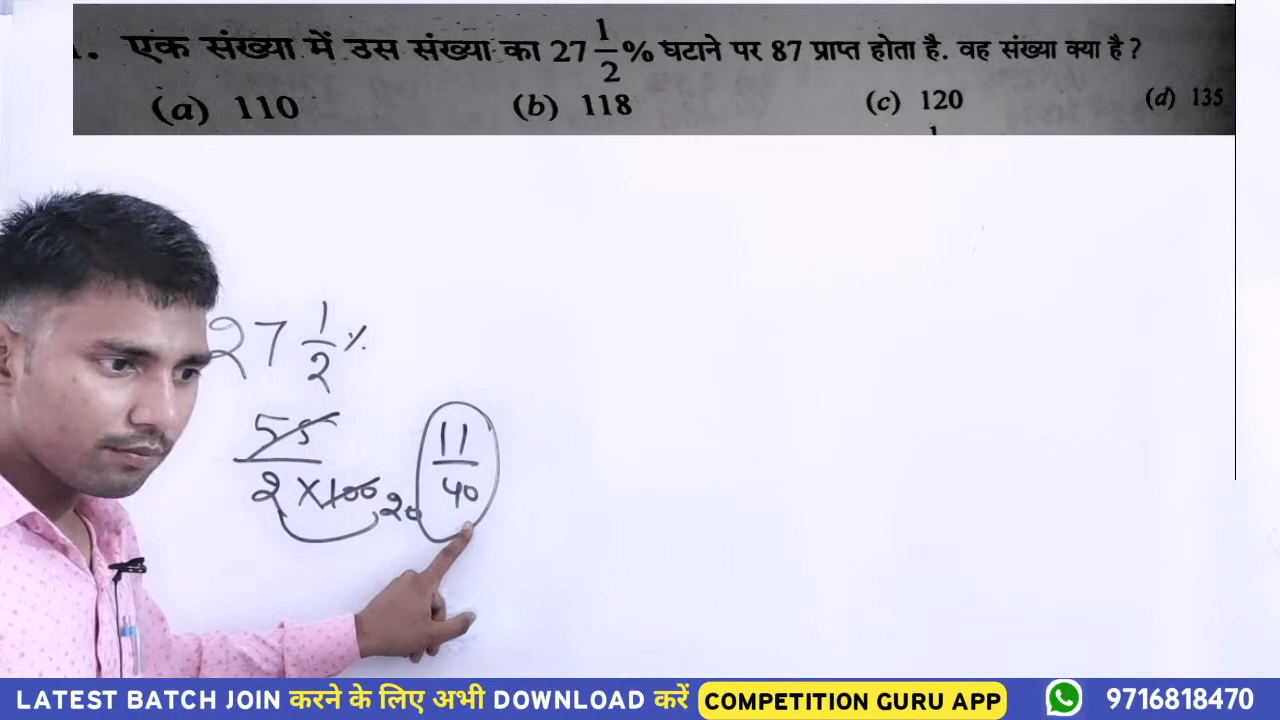 1. एक संख्या में उस संख्या का 27 1/2 % घटाने पर 87 प्राप्त होता है. वह संख्या क्या है ?
(a) 110 (b) 118 (c) 120 (d) 135
27 1/2 %
55 11
2 X 100 20 40
LATEST BATCH JOIN करने के लिए अभी DOWNLOAD करें COMPETITION GURU APP 9716818470